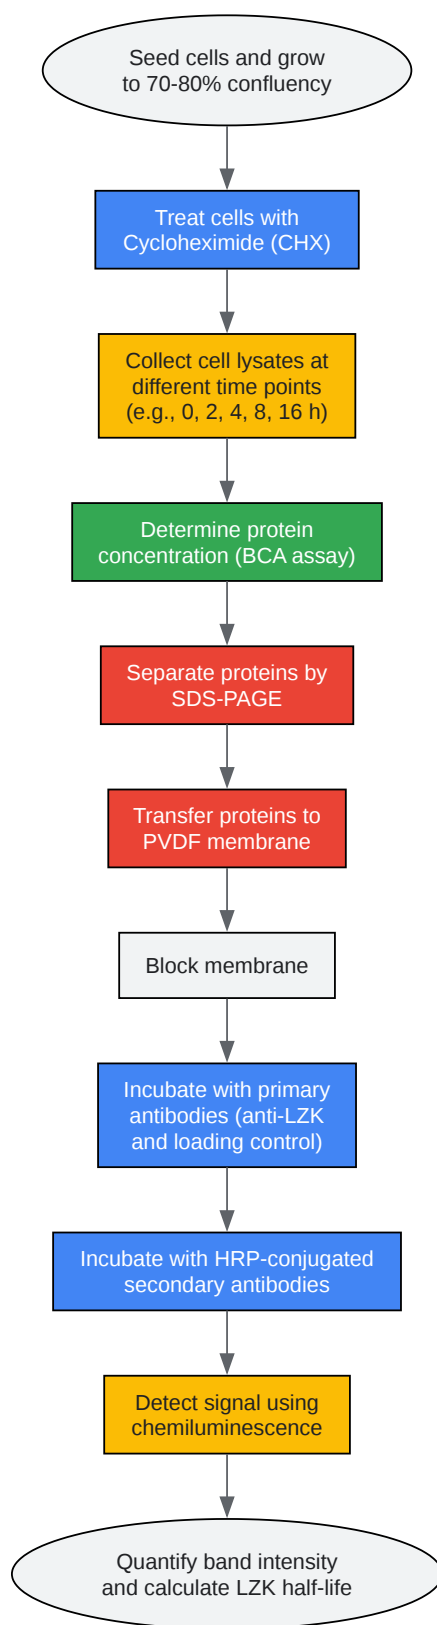 Seed cells and grow
to 70-80% confluency
Treat cells with
Cycloheximide (CHX)
Collect cell lysates at
different time points
(e.g., 0, 2, 4, 8, 16 h)
Determine protein
concentration (BCA assay)
Separate proteins by
SDS-PAGE
Transfer proteins to
PVDF membrane
Block membrane
Incubate with primary
antibodies (anti-LZK
and loading control)
Incubate with HRP-conjugated
secondary antibodies
Detect signal using
chemiluminescence
Quantify band intensity
and calculate LZK half-life